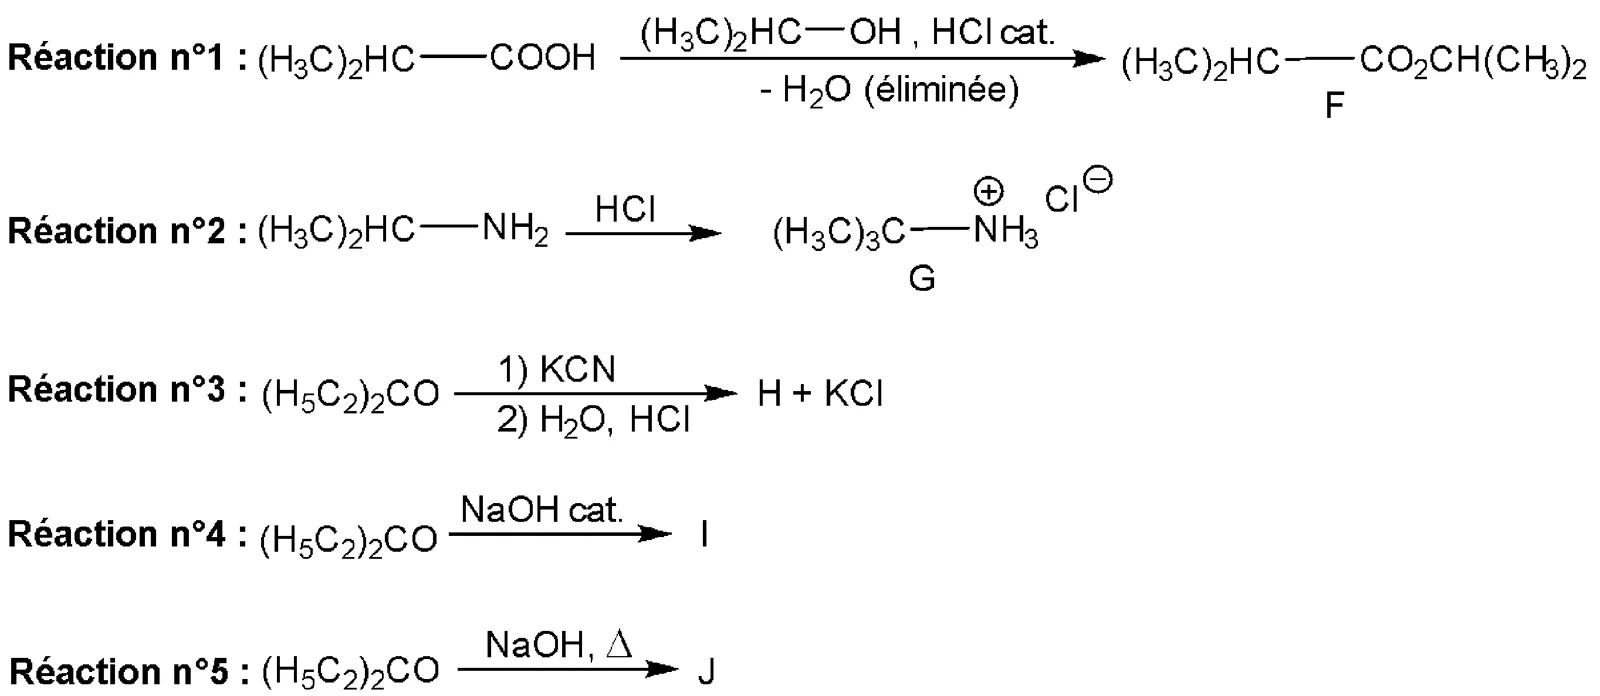 Réaction n°1 : (H₃C)₂HC—COOH (H₃C)₂HC—OH , HCl cat. - H₂O (éliminée) (H₃C)₂HC—CO₂CH(CH₃)₂
F
Réaction n°2 : (H₃C)₂HC—NH₂ HCl (H₃C)₃C—NH₃ ⊕ Cl ⊖
G
Réaction n°3 : (H₅C₂)₂CO 1) KCN 2) H₂O, HCl H + KCl
Réaction n°4 : (H₅C₂)₂CO NaOH cat. I
Réaction n°5 : (H₅C₂)₂CO NaOH, Δ J